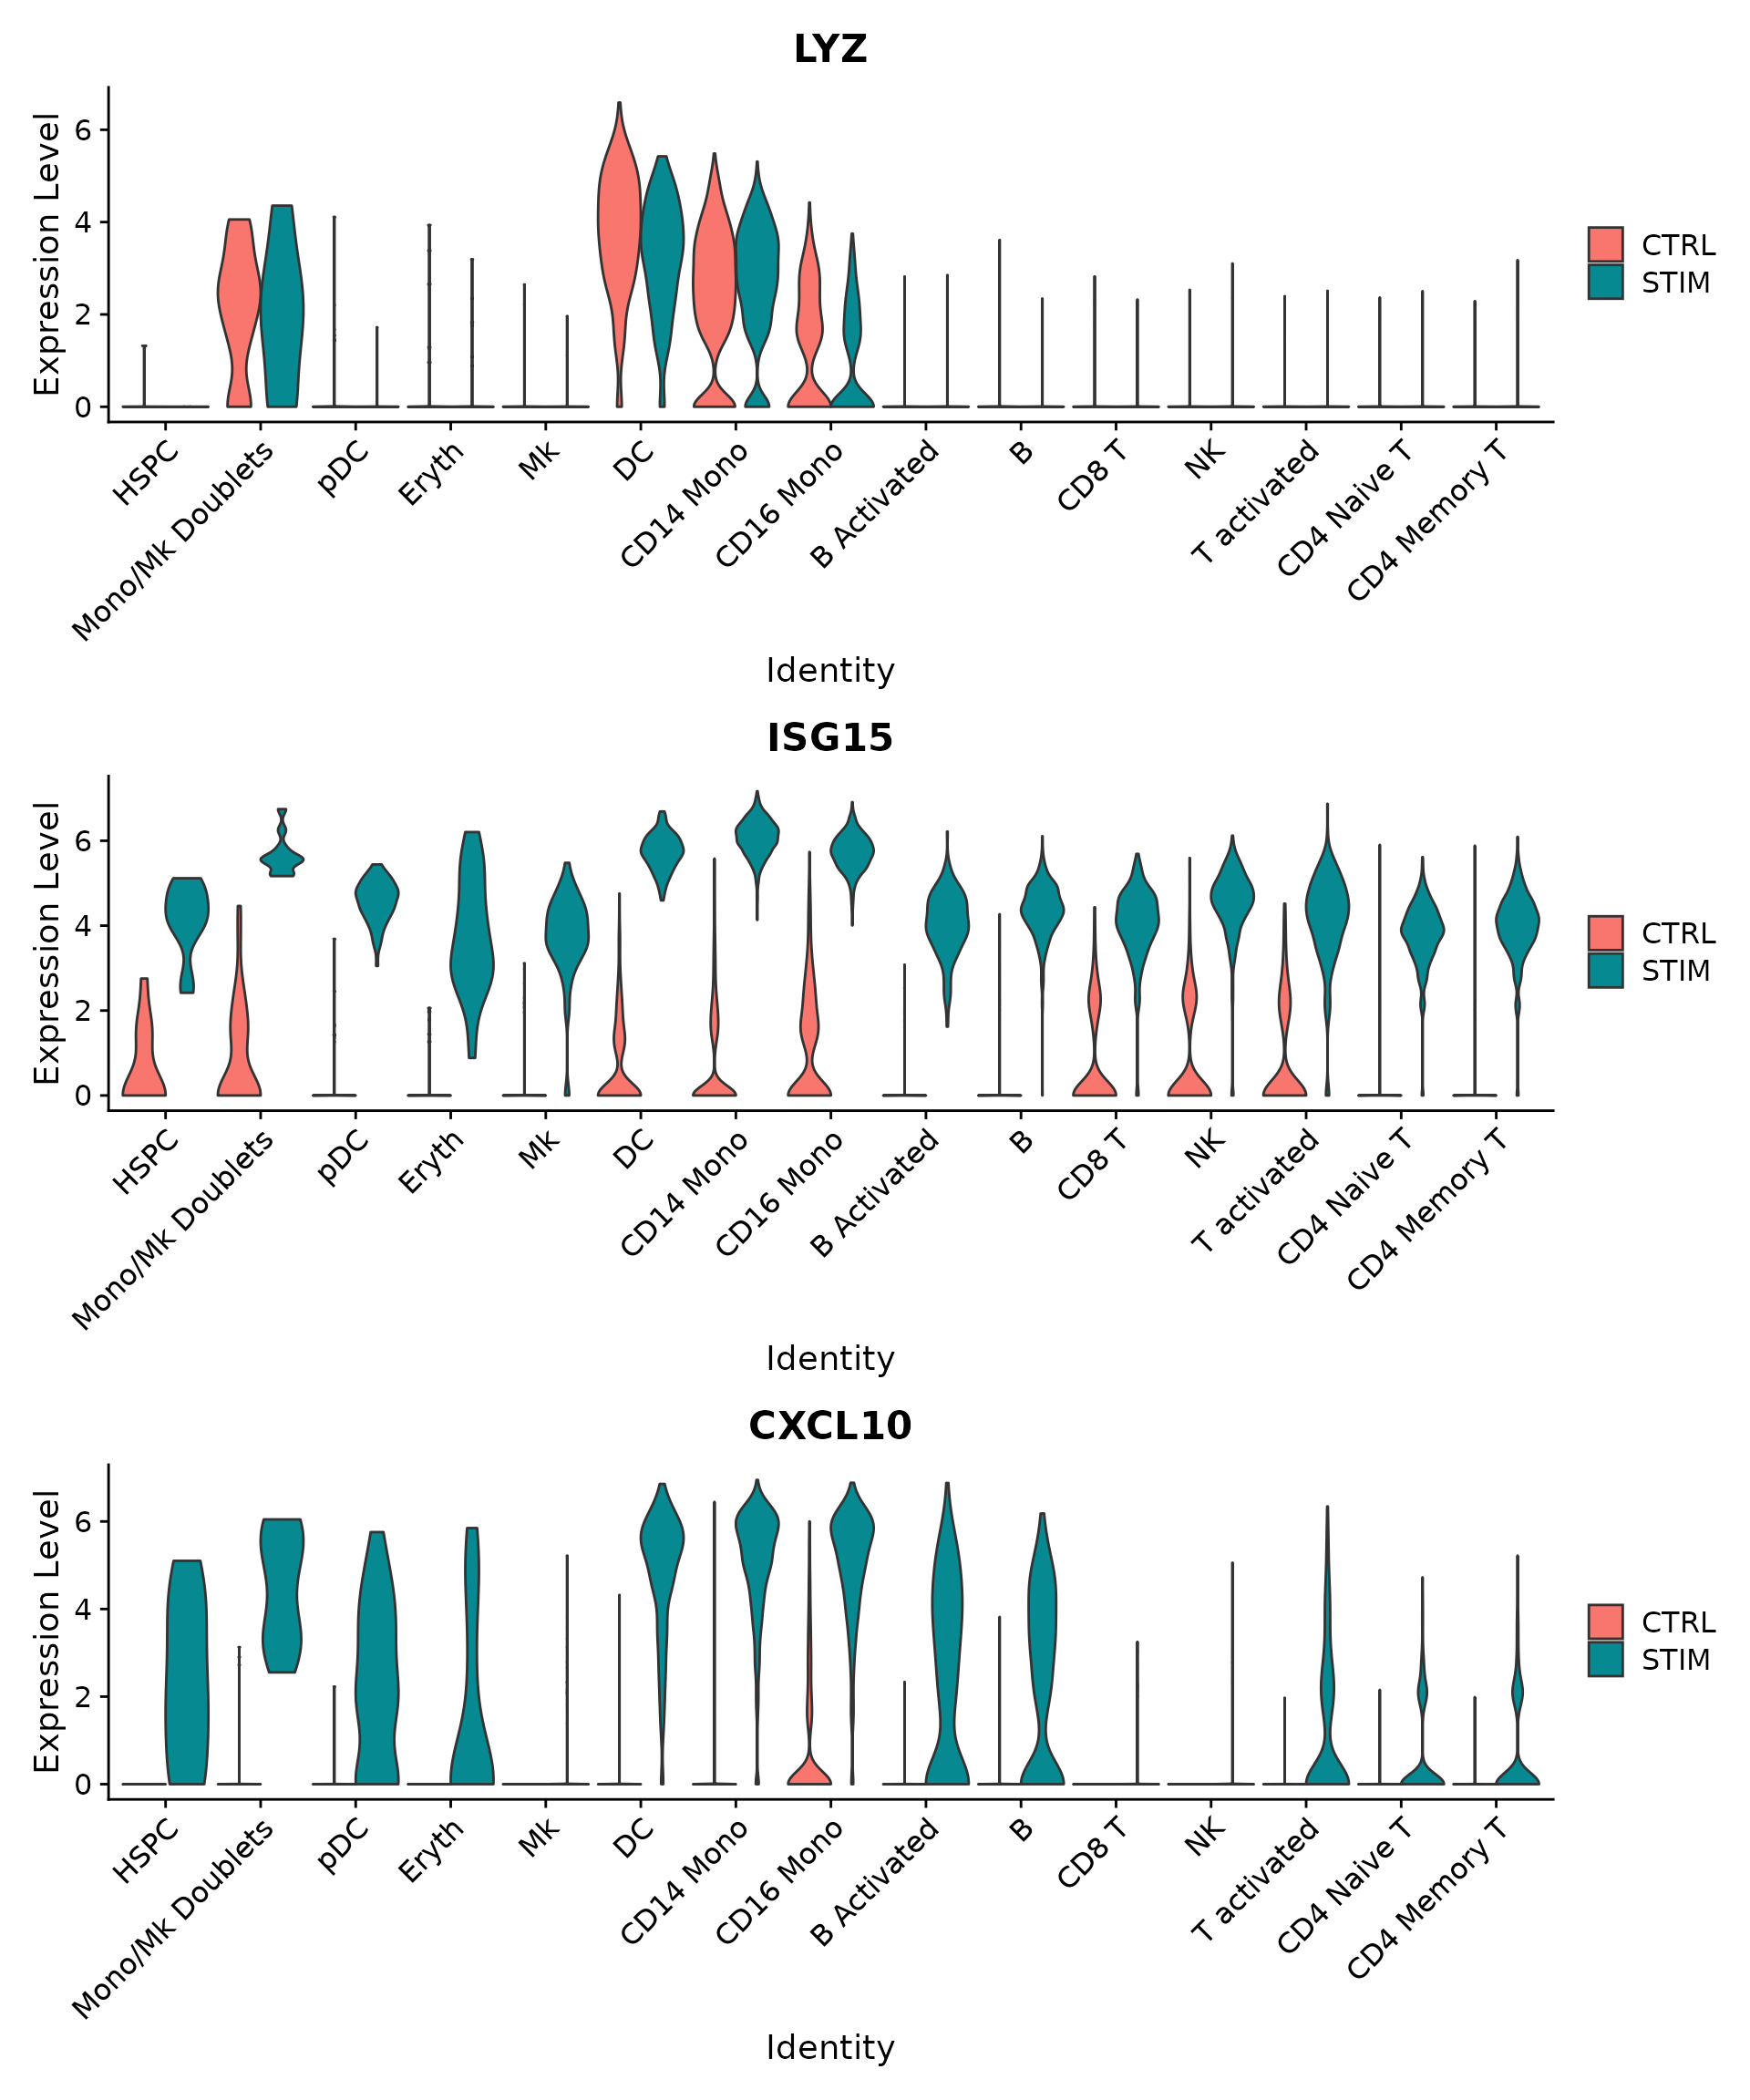 LYZ
Expression Level
6
4
2
0
HSPC
Mono/Mk Doublets
pDC
Eryth
Mk
DC
CD14 Mono
CD16 Mono
B Activated
B
CD8 T
NK
T activated
CD4 Naive T
CD4 Memory T
Identity
CTRL
STIM
ISG15
Expression Level
6
4
2
0
HSPC
Mono/Mk Doublets
pDC
Eryth
Mk
DC
CD14 Mono
CD16 Mono
B Activated
B
CD8 T
NK
T activated
CD4 Naive T
CD4 Memory T
Identity
CTRL
STIM
CXCL10
Expression Level
6
4
2
0
HSPC
Mono/Mk Doublets
pDC
Eryth
Mk
DC
CD14 Mono
CD16 Mono
B Activated
B
CD8 T
NK
T activated
CD4 Naive T
CD4 Memory T
Identity
CTRL
STIM